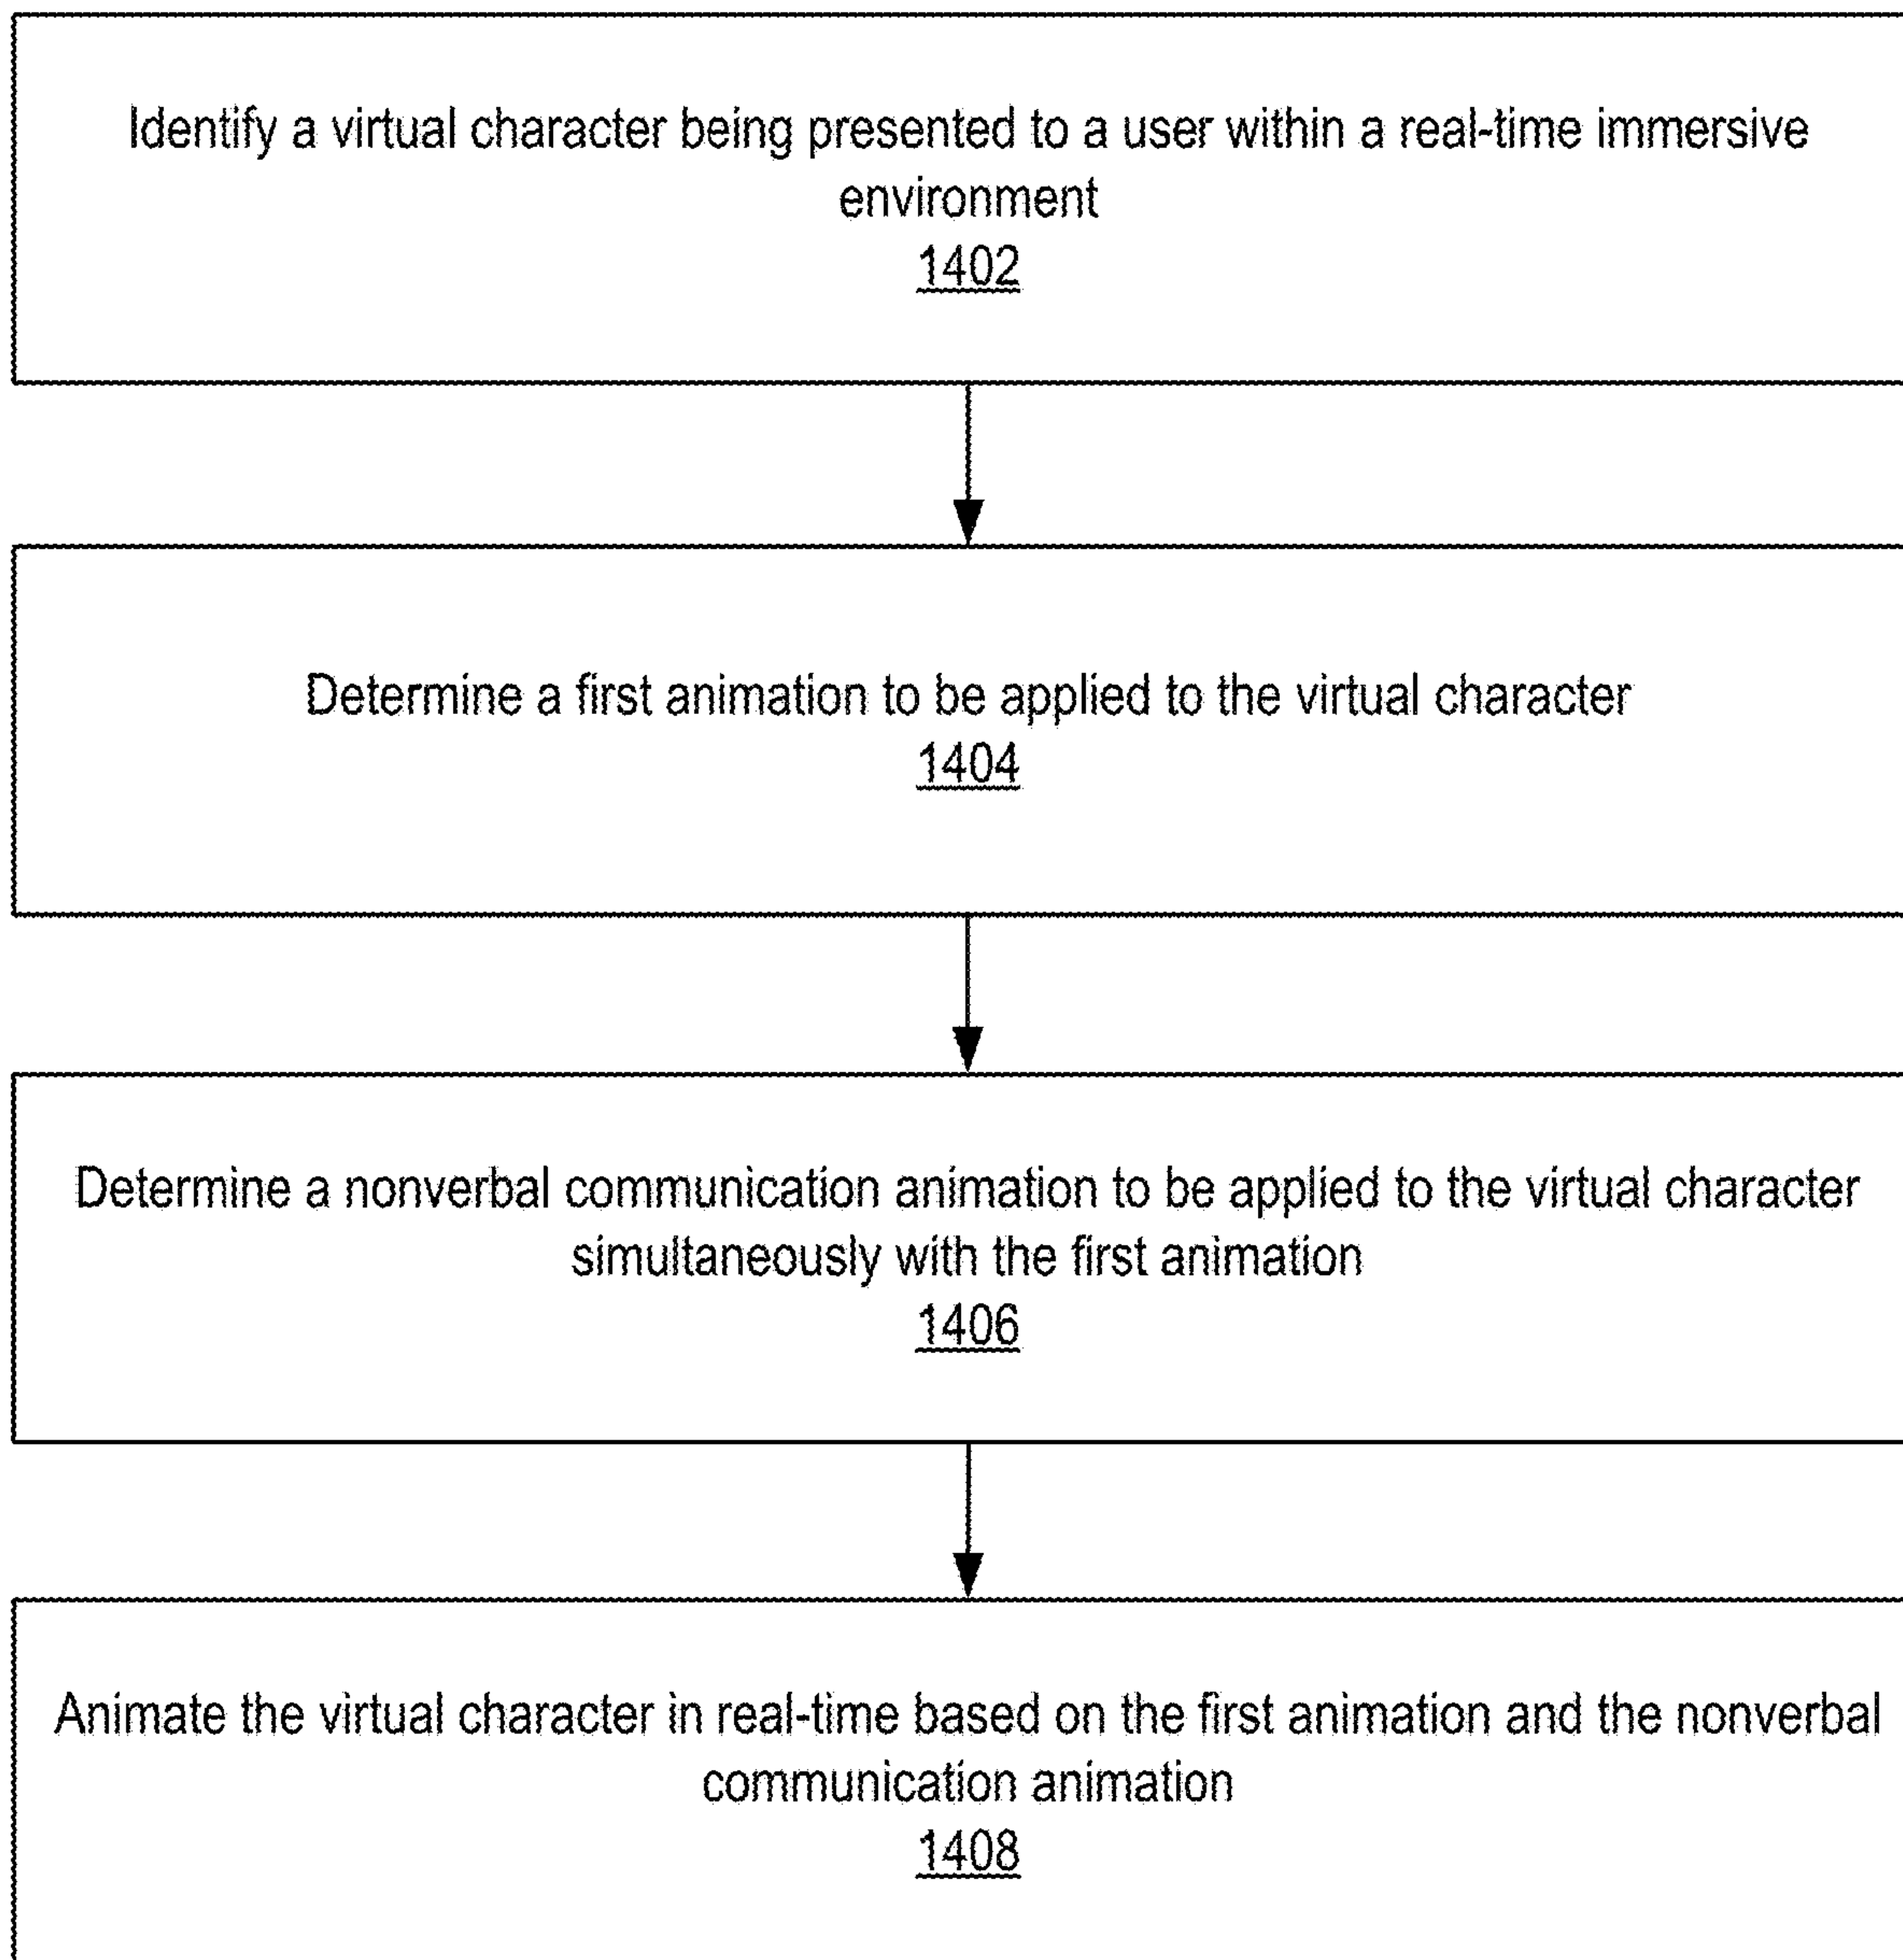 Identify a virtual character being presented to a user within a real-time immersive
environment
1402
Determine a first animation to be applied to the virtual character
1404
Determine a nonverbal communication animation to be applied to the virtual character
simultaneously with the first animation
1406
Animate the virtual character in real-time based on the first animation and the nonverbal
communication animation
1408